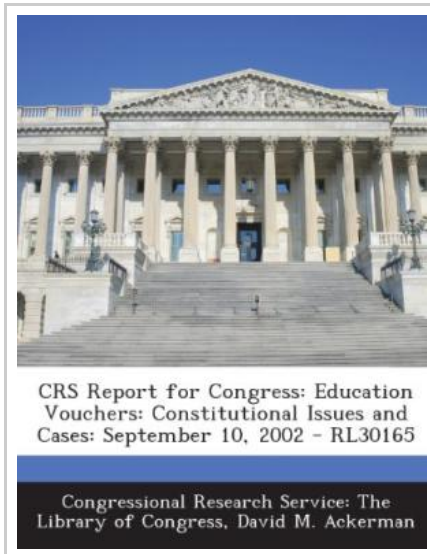 CRS Report for Congress: Education
Vouchers: Constitutional Issues and
Cases: September 10, 2002 - RL30165
Congressional Research Service: The
Library of Congress, David M. Ackerman